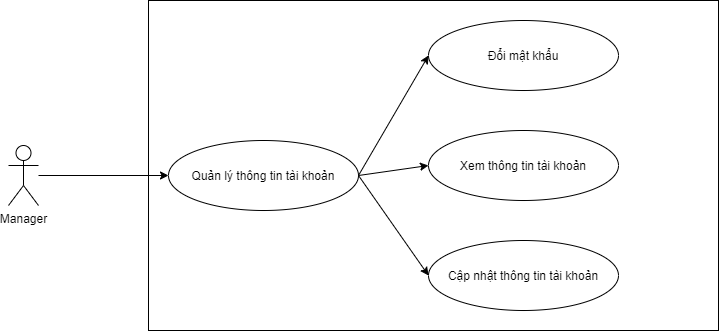 Đổi mật khẩu
Quản lý thông tin tài khoản
Xem thông tin tài khoản
Manager
Cập nhật thông tin tài khoản